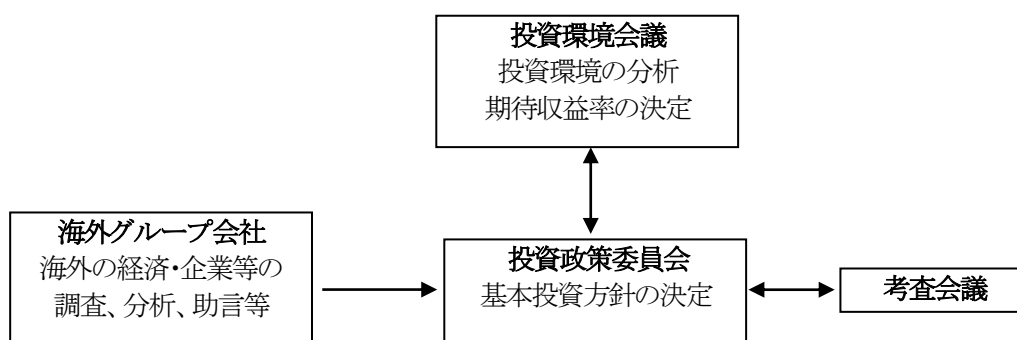 投資環境会議
投資環境の分析
期待収益率の決定
海外グループ会社
海外の経済・企業等の
調査、分析、助言等
投資政策委員会
基本投資方針の決定
考査会議